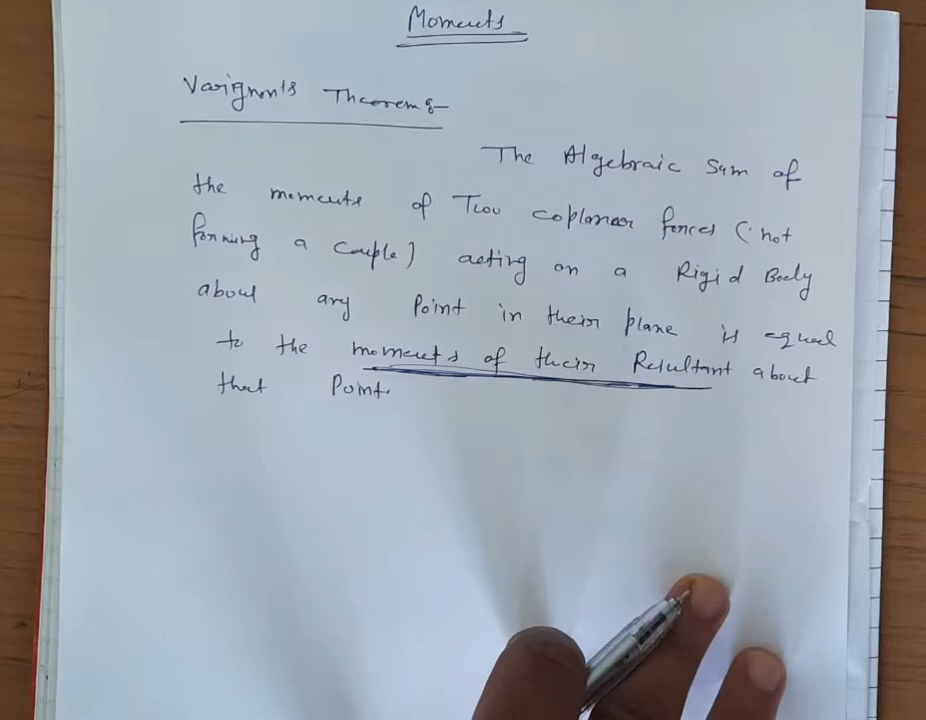 Moments
Varignon's Theorem :-
The Algebraic Sum of
the moments of Two coplanar forces (not
forming a couple) acting on a Rigid Body
about any Point in their plane is equal
to the moments of their Resultant about
that Point.